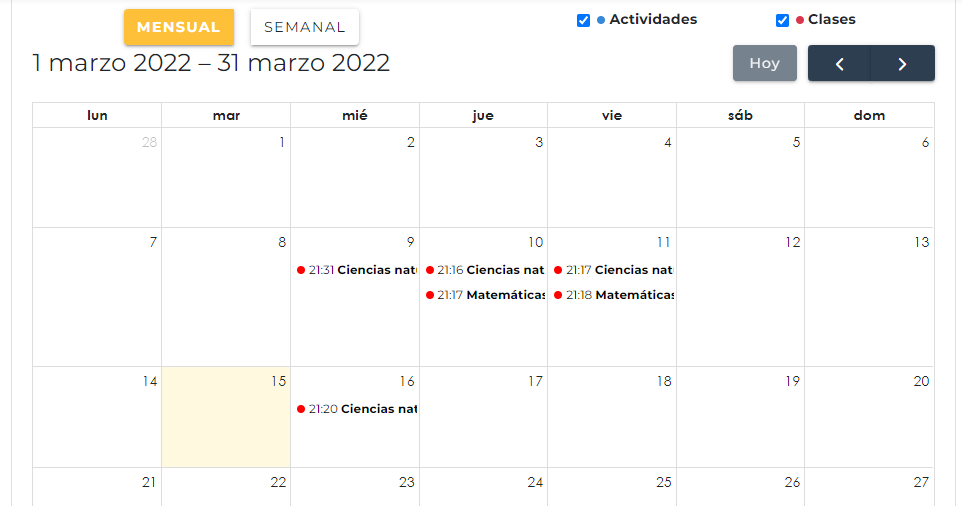 MENSUAL SEMANAL Actividades Clases
1 marzo 2022 – 31 marzo 2022 Hoy
lun mar mié jue vie sáb dom
28 1 2 3 4 5 6
7 8 9 10 11 12 13
21:31 Ciencias nat 21:16 Ciencias nat 21:17 Ciencias nat
21:17 Matemáticas 21:18 Matemáticas
14 15 16 17 18 19 20
21:20 Ciencias nat
21 22 23 24 25 26 27